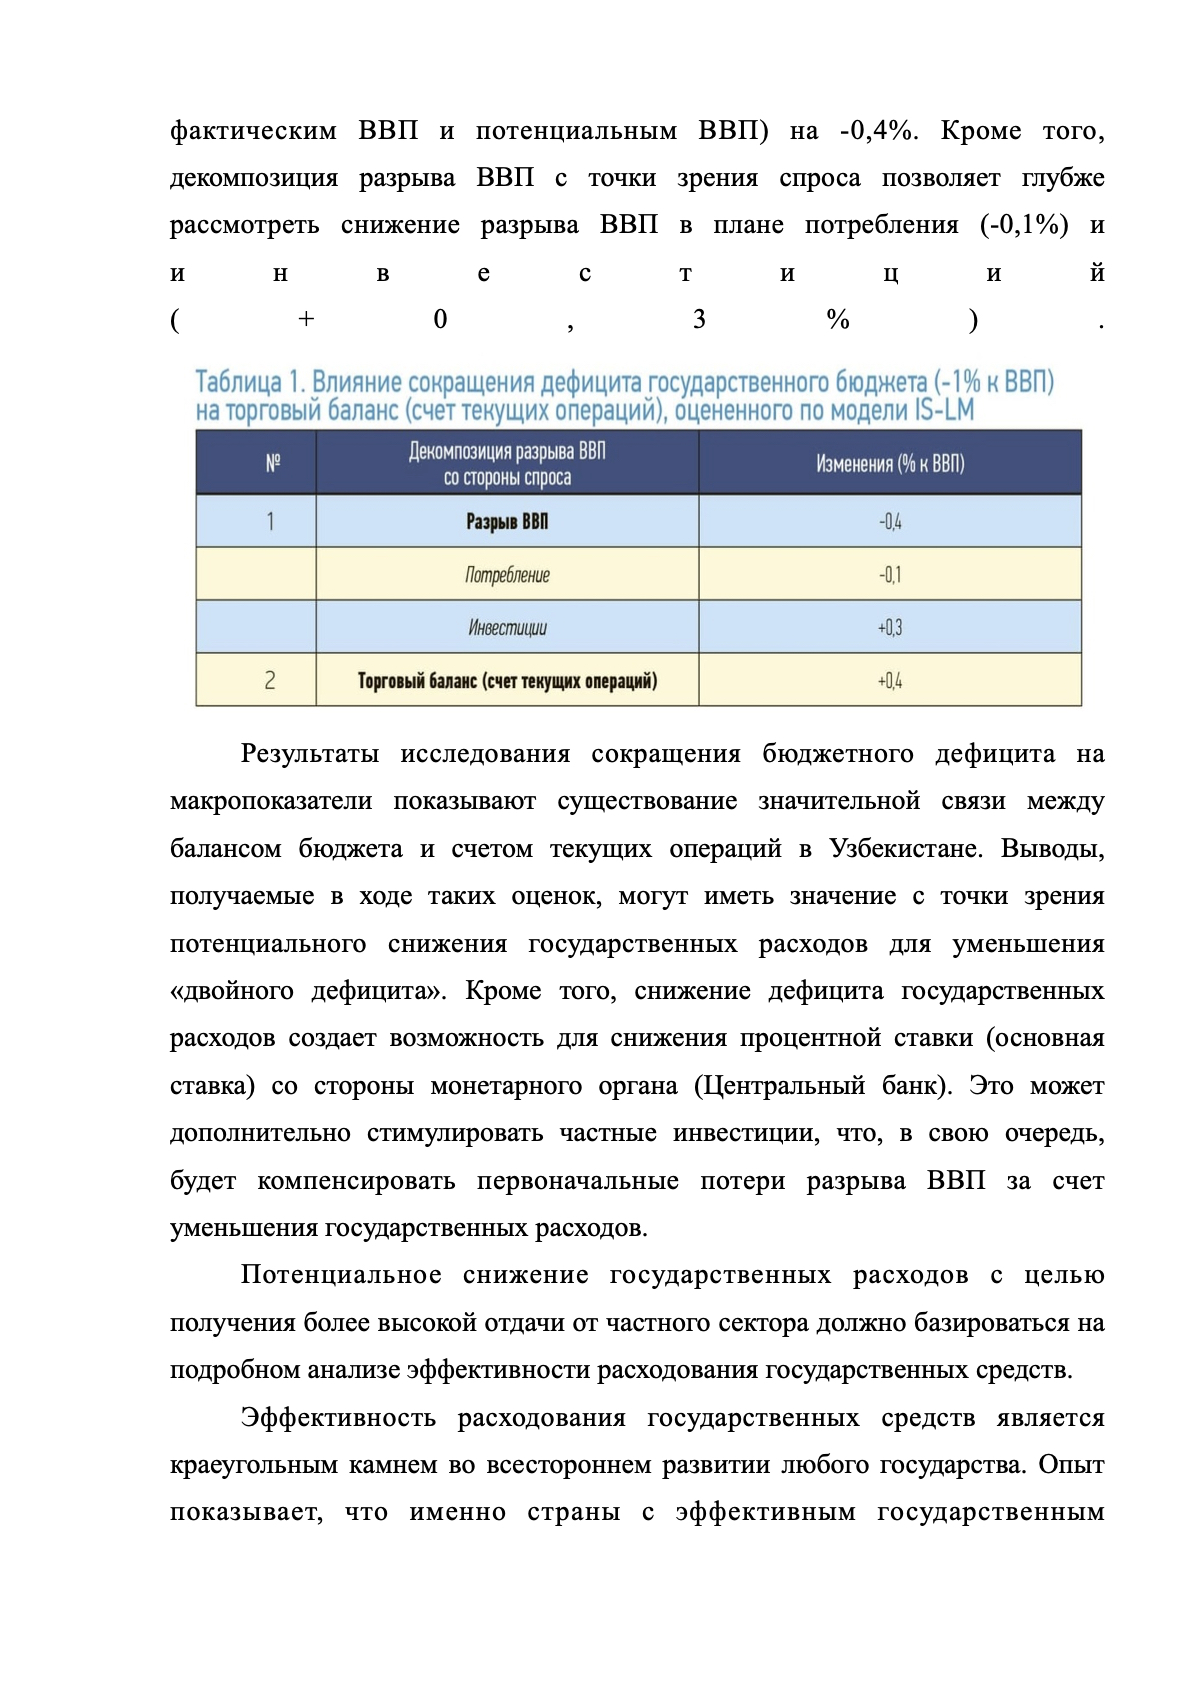 фактическим ВВП и потенциальным ВВП) на -0,4%. Кроме того,
декомпозиция разрыва ВВП с точки зрения спроса позволяет глубже
рассмотреть снижение разрыва ВВП в плане потребления (-0,1%) и
и н в е с т и ц и й
( + 0 , 3 % ) .
Таблица 1. Влияние сокращения дефицита государственного бюджета (-1% к ВВП)
на торговый баланс (счет текущих операций), оцененного по модели IS-LM
№ Декомпозиция разрыва ВВП
со стороны спроса Изменения (% к ВВП)
1 Разрыв ВВП -0,4
Потребление -0,1
Инвестиции +0,3
2 Торговый баланс (счет текущих операций) +0,4
Результаты исследования сокращения бюджетного дефицита на
макропоказатели показывают существование значительной связи между
балансом бюджета и счетом текущих операций в Узбекистане. Выводы,
получаемые в ходе таких оценок, могут иметь значение с точки зрения
потенциального снижения государственных расходов для уменьшения
«двойного дефицита». Кроме того, снижение дефицита государственных
расходов создает возможность для снижения процентной ставки (основная
ставка) со стороны монетарного органа (Центральный банк). Это может
дополнительно стимулировать частные инвестиции, что, в свою очередь,
будет компенсировать первоначальные потери разрыва ВВП за счет
уменьшения государственных расходов.
Потенциальное снижение государственных расходов с целью
получения более высокой отдачи от частного сектора должно базироваться на
подробном анализе эффективности расходования государственных средств.
Эффективность расходования государственных средств является
краеугольным камнем во всестороннем развитии любого государства. Опыт
показывает, что именно страны с эффективным государственным